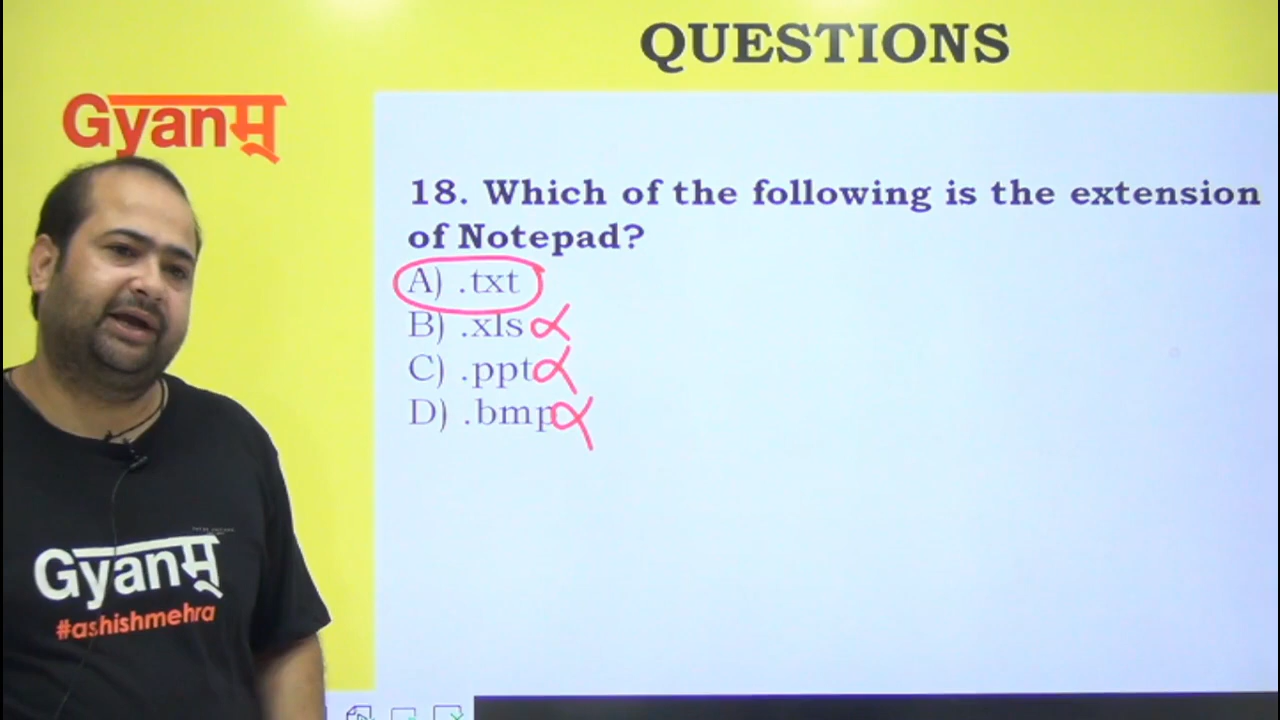 QUESTIONS
Gyanम्
18. Which of the following is the extension
of Notepad?
A) .txt
B) .xls
C) .ppt
D) .bmp
Gyanम्
#ashishmehra